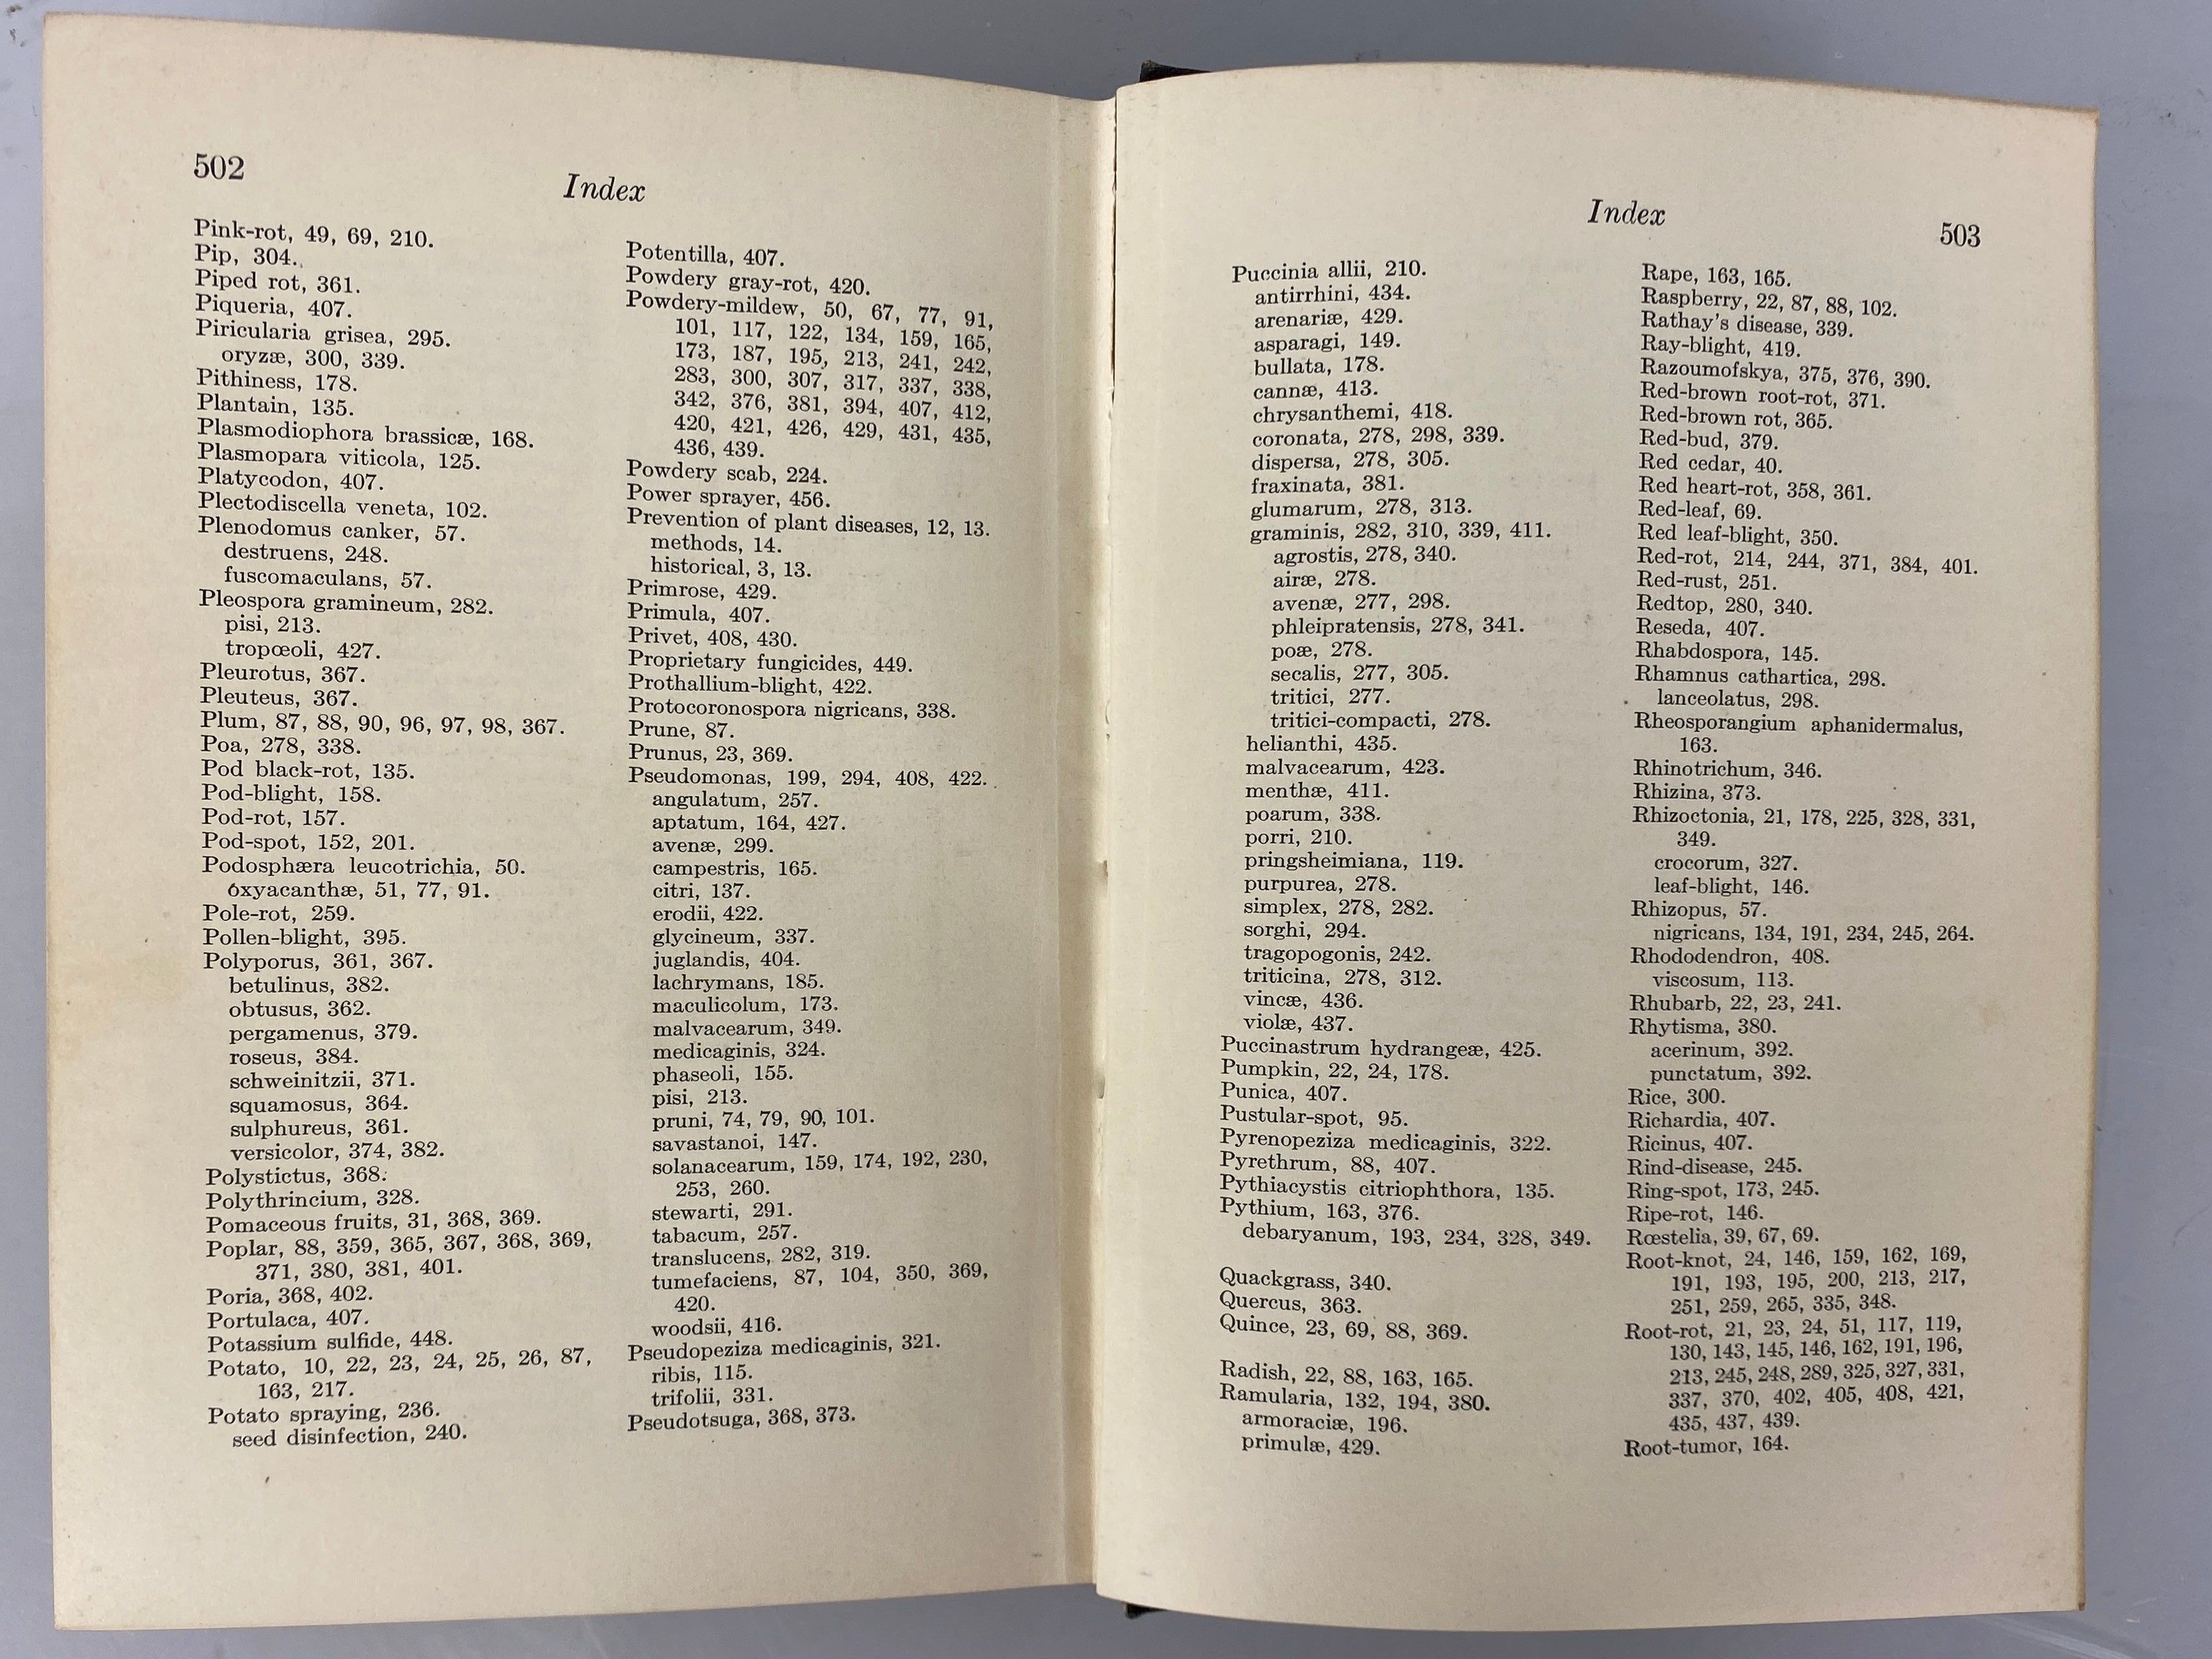 502
Index
Pink-rot, 49, 69, 210.
Pip, 304.
Piped rot, 361.
Piqueria, 407.
Piricularia grisea, 295.
oryzæ, 300, 339.
Pithiness, 178.
Plantain, 135.
Plasmodiophora brassicæ, 168.
Plasmopara viticola, 125.
Platycodon, 407.
Plectodiscella veneta, 102.
Plenodomus canker, 57.
destruens, 248.
fuscomaculans, 57.
Pleospora gramineum, 282.
pisi, 213.
tropœoli, 427.
Pleurotus, 367.
Pleuteus, 367.
Plum, 87, 88, 90, 96, 97, 98, 367.
Poa, 278, 338.
Pod black-rot, 135.
Pod-blight, 158.
Pod-rot, 157.
Pod-spot, 152, 201.
Podosphæra leucotrichia, 50.
oxyacanthæ, 51, 77, 91.
Pole-rot, 259.
Pollen-blight, 395.
Polyporus, 361, 367.
betulinus, 382.
obtusus, 362.
pergamenus, 379.
roseus, 384.
schweinitzii, 371.
squamosus, 364.
sulphureus, 361.
versicolor, 374, 382.
Polystictus, 368.
Polythrincium, 328.
Pomaceous fruits, 31, 368, 369.
Poplar, 88, 359, 365, 367, 368, 369,
371, 380, 381, 401.
Poria, 368, 402.
Portulaca, 407.
Potassium sulfide, 448.
Potato, 10, 22, 23, 24, 25, 26, 87,
163, 217.
Potato spraying, 236.
seed disinfection, 240.
Potentilla, 407.
Powdery gray-rot, 420.
Powdery-mildew, 50, 67, 77, 91,
101, 117, 122, 134, 159, 165,
173, 187, 195, 213, 241, 242,
283, 300, 307, 317, 337, 338,
342, 376, 381, 394, 407, 412,
420, 421, 426, 429, 431, 435,
436, 439.
Powdery scab, 224.
Power sprayer, 456.
Prevention of plant diseases, 12, 13.
methods, 14.
historical, 3, 13.
Primrose, 429.
Primula, 407.
Privet, 408, 430.
Proprietary fungicides, 449.
Prothallium-blight, 422.
Protocoronospora nigricans, 338.
Prune, 87.
Prunus, 23, 369.
Pseudomonas, 199, 294, 408, 422.
angulatum, 257.
aptatum, 164, 427.
avenæ, 299.
campestris, 165.
citri, 137.
erodii, 422.
glycineum, 337.
juglandis, 404.
lachrymans, 185.
maculicolum, 173.
malvacearum, 349.
medicaginis, 324.
phaseoli, 155.
pisi, 213.
pruni, 74, 79, 90, 101.
savastanoi, 147.
solanacearum, 159, 174, 192, 230,
253, 260.
stewarti, 291.
tabacum, 257.
translucens, 282, 319.
tumefaciens, 87, 104, 350, 369,
420.
woodsii, 416.
Pseudopeziza medicaginis, 321.
ribis, 115.
trifolii, 331.
Pseudotsuga, 368, 373.
Index
503
Puccinia allii, 210.
antirrhini, 434.
arenariæ, 429.
asparagi, 149.
bullata, 178.
cannæ, 413.
chrysanthemi, 418.
coronata, 278, 298, 339.
dispersa, 278, 305.
fraxinata, 381.
glumarum, 278, 313.
graminis, 282, 310, 339, 411.
agrostis, 278, 340.
airæ, 278.
avenæ, 277, 298.
phleipratensis, 278, 341.
poæ, 278.
secalis, 277, 305.
tritici, 277.
tritici-compacti, 278.
helianthi, 435.
malvacearum, 423.
menthæ, 411.
poarum, 338.
porri, 210.
pringsheimiana, 119.
purpurea, 278.
simplex, 278, 282.
sorghi, 294.
tragopogonis, 242.
triticina, 278, 312.
vincæ, 436.
violæ, 437.
Puccinastrum hydrangeæ, 425.
Pumpkin, 22, 24, 178.
Punica, 407.
Pustular-spot, 95.
Pyrenopeziza medicaginis, 322.
Pyrethrum, 88, 407.
Pythiacystis citriophthora, 135.
Pythium, 163, 376.
debaryanum, 193, 234, 328, 349.
Quackgrass, 340.
Quercus, 363.
Quince, 23, 69, 88, 369.
Radish, 22, 88, 163, 165.
Ramularia, 132, 194, 380.
armoraciæ, 196.
primulæ, 429.
Rape, 163, 165.
Raspberry, 22, 87, 88, 102.
Rathay's disease, 339.
Ray-blight, 419.
Razoumofskya, 375, 376, 390.
Red-brown root-rot, 371.
Red-brown rot, 365.
Red-bud, 379.
Red cedar, 40.
Red heart-rot, 358, 361.
Red-leaf, 69.
Red leaf-blight, 350.
Red-rot, 214, 244, 371, 384, 401.
Red-rust, 251.
Redtop, 280, 340.
Reseda, 407.
Rhabdospora, 145.
Rhamnus cathartica, 298.
lanceolatus, 298.
Rheosporangium aphanidermalus,
163.
Rhinotrichum, 346.
Rhizina, 373.
Rhizoctonia, 21, 178, 225, 328, 331,
349.
crocorum, 327.
leaf-blight, 146.
Rhizopus, 57.
nigricans, 134, 191, 234, 245, 264.
Rhododendron, 408.
viscosum, 113.
Rhubarb, 22, 23, 241.
Rhytisma, 380.
acerinum, 392.
punctatum, 392.
Rice, 300.
Richardia, 407.
Ricinus, 407.
Rind-disease, 245.
Ring-spot, 173, 245.
Ripe-rot, 146.
Rœstelia, 39, 67, 69.
Root-knot, 24, 146, 159, 162, 169,
191, 193, 195, 200, 213, 217,
251, 259, 265, 335, 348.
Root-rot, 21, 23, 24, 51, 117, 119,
130, 143, 145, 146, 162, 191, 196,
213, 245, 248, 289, 325, 327, 331,
337, 370, 402, 405, 408, 421,
435, 437, 439.
Root-tumor, 164.